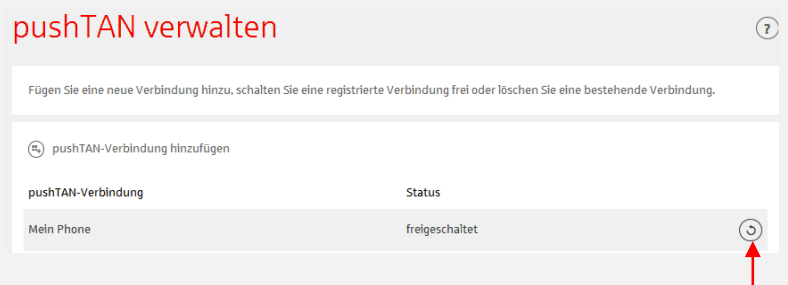 pushTAN verwalten
?
Fügen Sie eine neue Verbindung hinzu, schalten Sie eine registrierte Verbindung frei oder löschen Sie eine bestehende Verbindung.
pushTAN-Verbindung hinzufügen
pushTAN-Verbindung Status
Mein Phone freigeschaltet